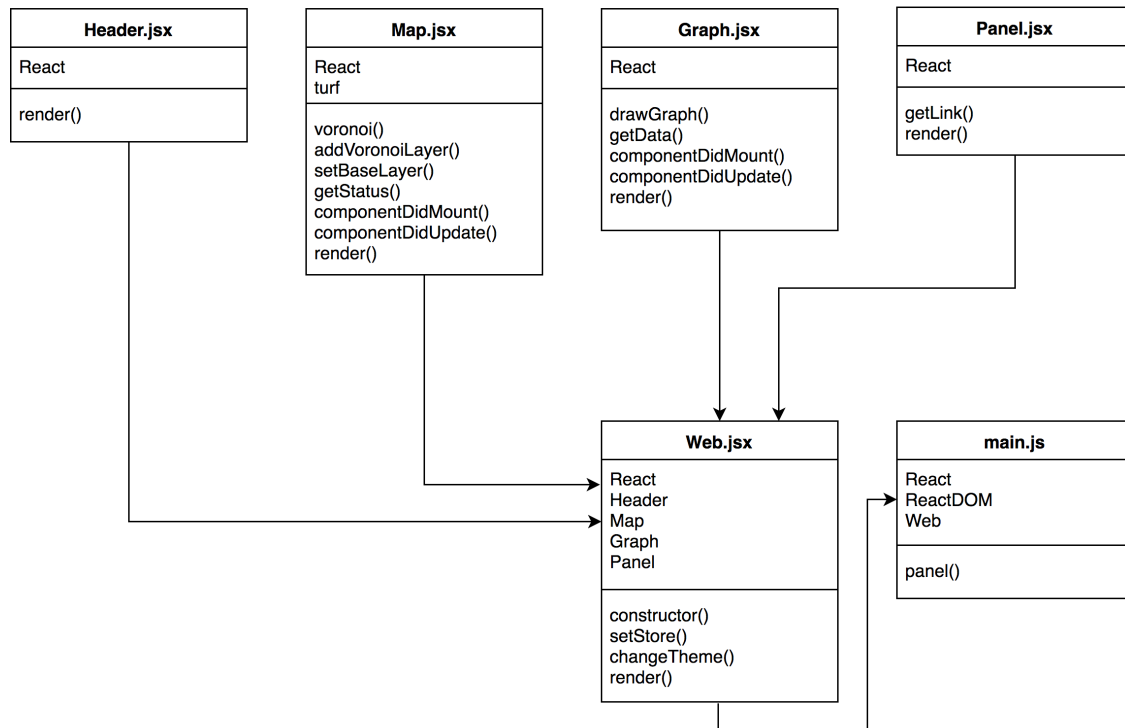 Header.jsx
React
render()
Map.jsx
React
turf
voronoi()
addVoronoiLayer()
setBaseLayer()
getStatus()
componentDidMount()
componentDidUpdate()
render()
Graph.jsx
React
drawGraph()
getData()
componentDidMount()
componentDidUpdate()
render()
Panel.jsx
React
getLink()
render()
Web.jsx
React
Header
Map
Graph
Panel
constructor()
setStore()
changeTheme()
render()
main.js
React
ReactDOM
Web
panel()